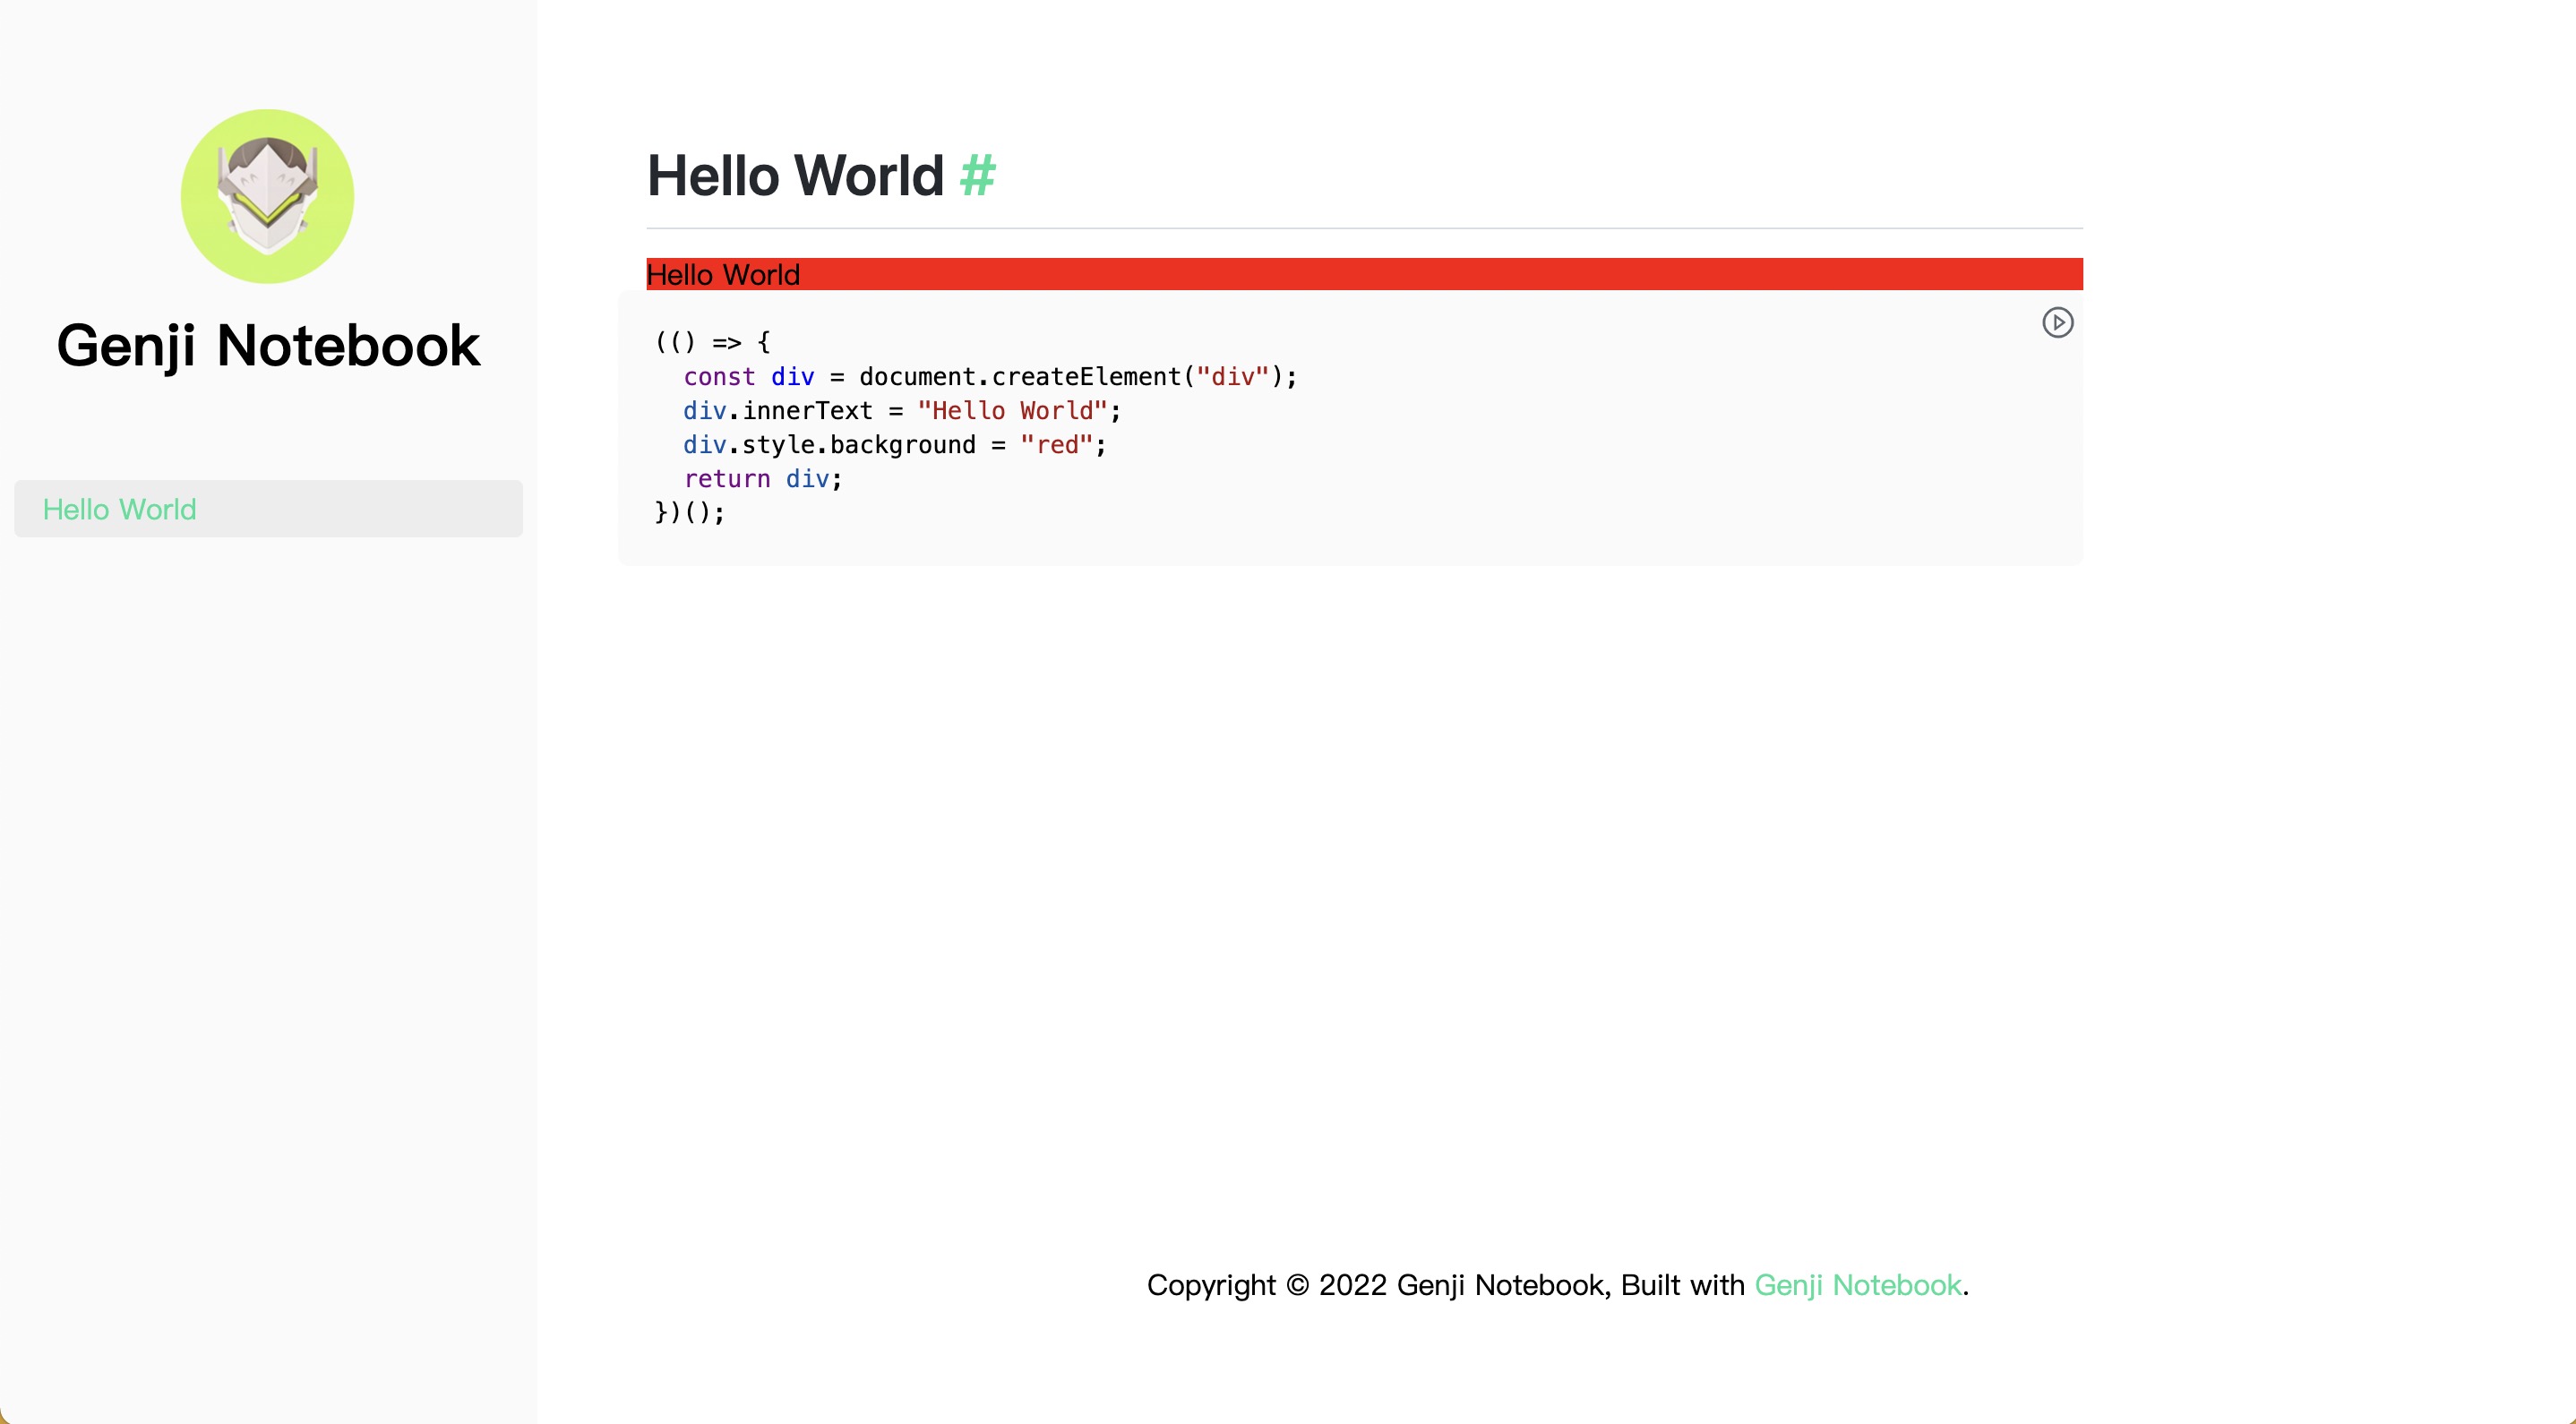 Genji Notebook
Hello World
Hello World #
Hello World
(() => {
  const div = document.createElement("div");
  div.innerText = "Hello World";
  div.style.background = "red";
  return div;
})();
Copyright © 2022 Genji Notebook, Built with Genji Notebook.